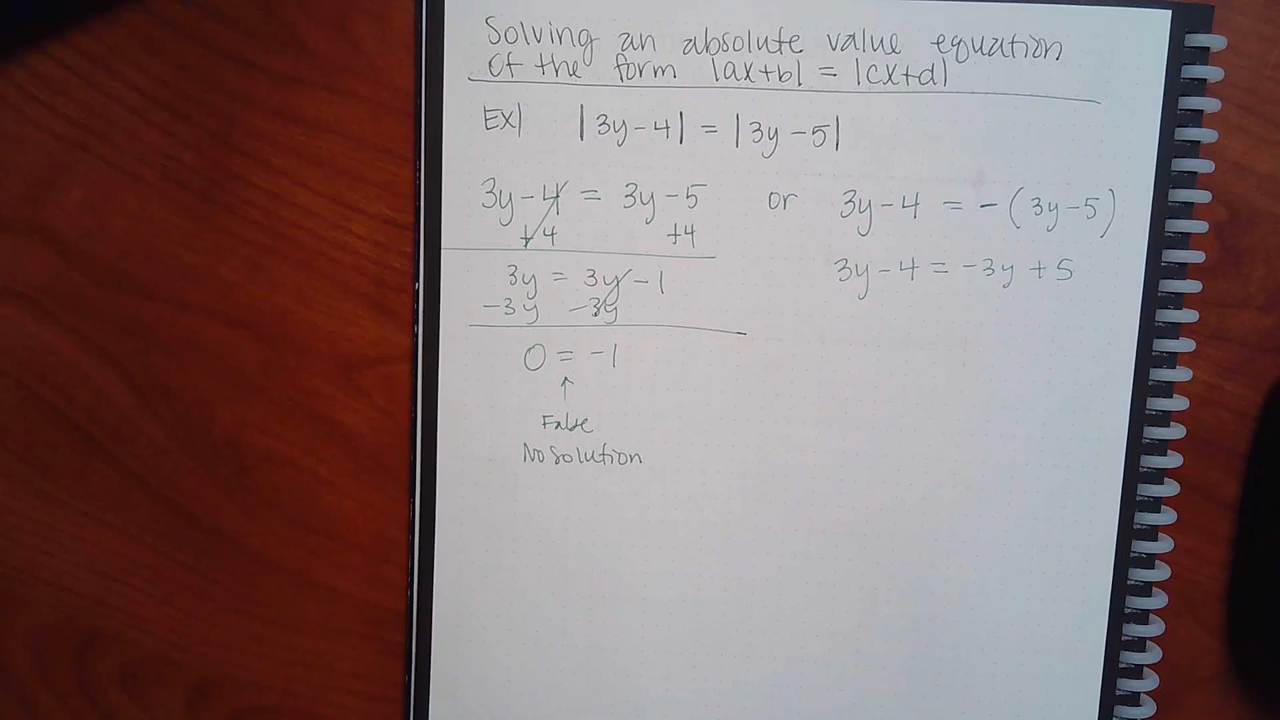 Solving an absolute value equation
of the form |ax+b| = |cx+d|
EX) |3y-4| = |3y-5|
3y-4 = 3y-5 or 3y-4 = -(3y-5)
+4 +4
3y-4 = -3y+5
3y = 3y-1
-3y -3y
0 = -1
↑
False
No solution